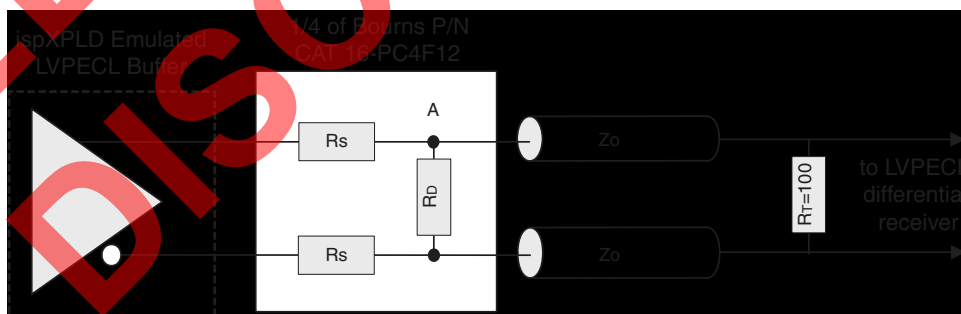 ispXPLD Emulated
LVPECL Buffer
1/4 of Bourns P/N
CAT 16-PC4F12
A
Rs
RD
Rs
Zo
Zo
RT=100
to LVPECL
differential
receiver
DISCO